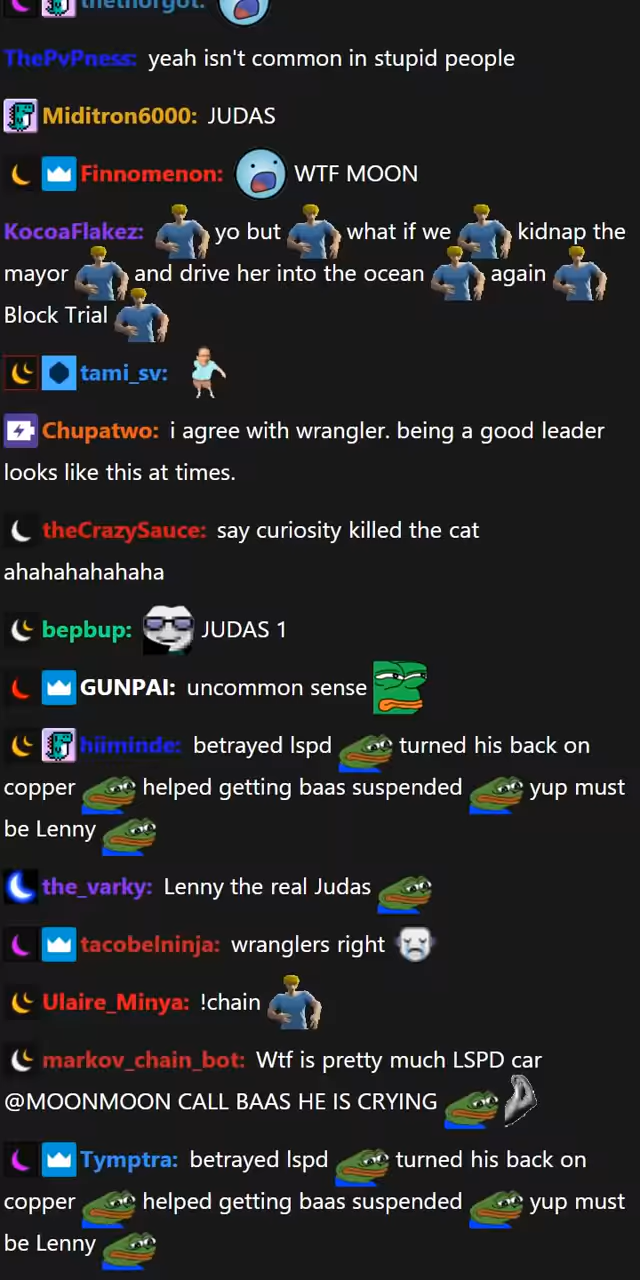 thethorgot:
ThePvPness: yeah isn't common in stupid people
Miditron6000: JUDAS
Finnomenon: WTF MOON
KocoaFlakez: yo but what if we kidnap the
mayor and drive her into the ocean again
Block Trial
tami_sv:
Chupatwo: i agree with wrangler. being a good leader
looks like this at times.
theCrazySauce: say curiosity killed the cat
ahahahahahaha
bepbup: JUDAS 1
GUNPAI: uncommon sense
hiiminde: betrayed lspd turned his back on
copper helped getting baas suspended yup must
be Lenny
the_varky: Lenny the real Judas
tacobelninja: wranglers right
Ulaire_Minya: !chain
markov_chain_bot: Wtf is pretty much LSPD car
@MOONMOON CALL BAAS HE IS CRYING
Tymptra: betrayed lspd turned his back on
copper helped getting baas suspended yup must
be Lenny